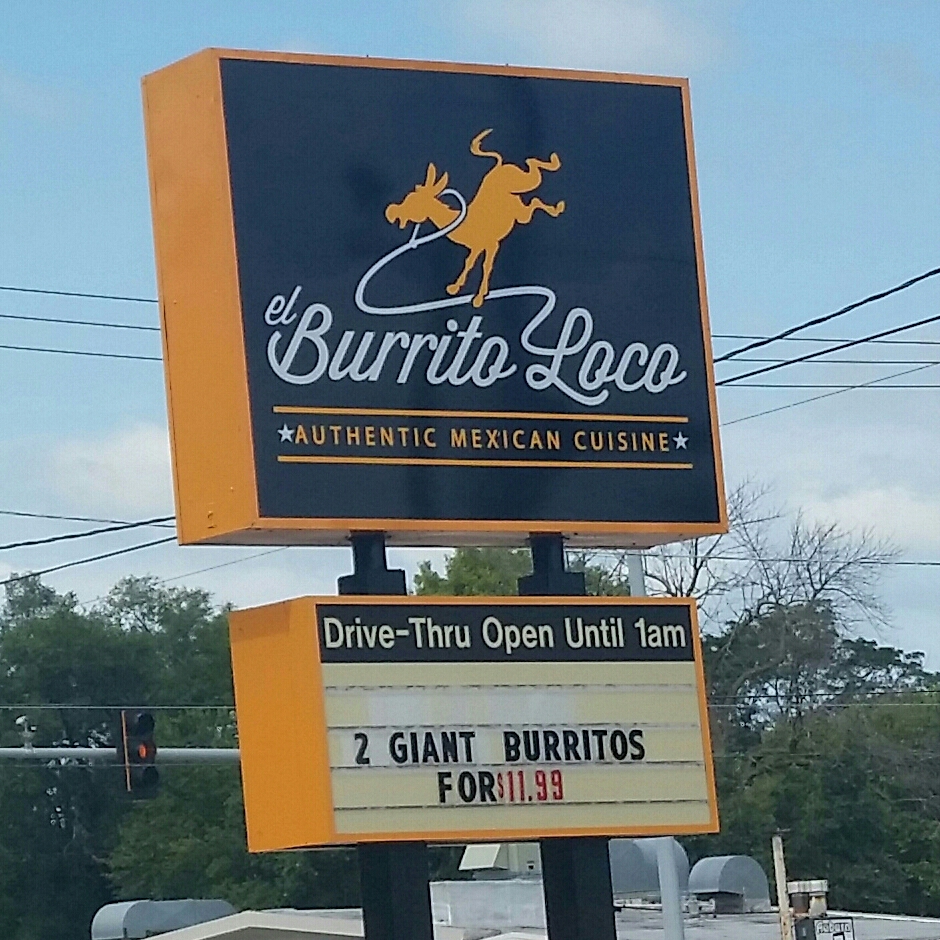 el
Burrito Loco
AUTHENTIC MEXICAN CUISINE
Drive-Thru Open Until 1am
2 GIANT BURRITOS
FOR $11.99